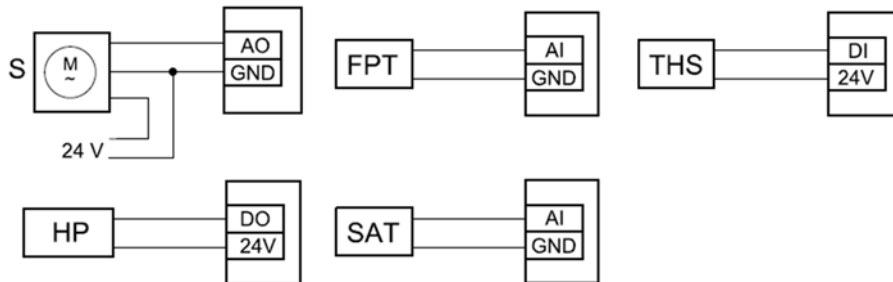 S
M
~
AO
GND
24 V
FPT
AI
GND
THS
DI
24V
HP
DO
24V
SAT
AI
GND